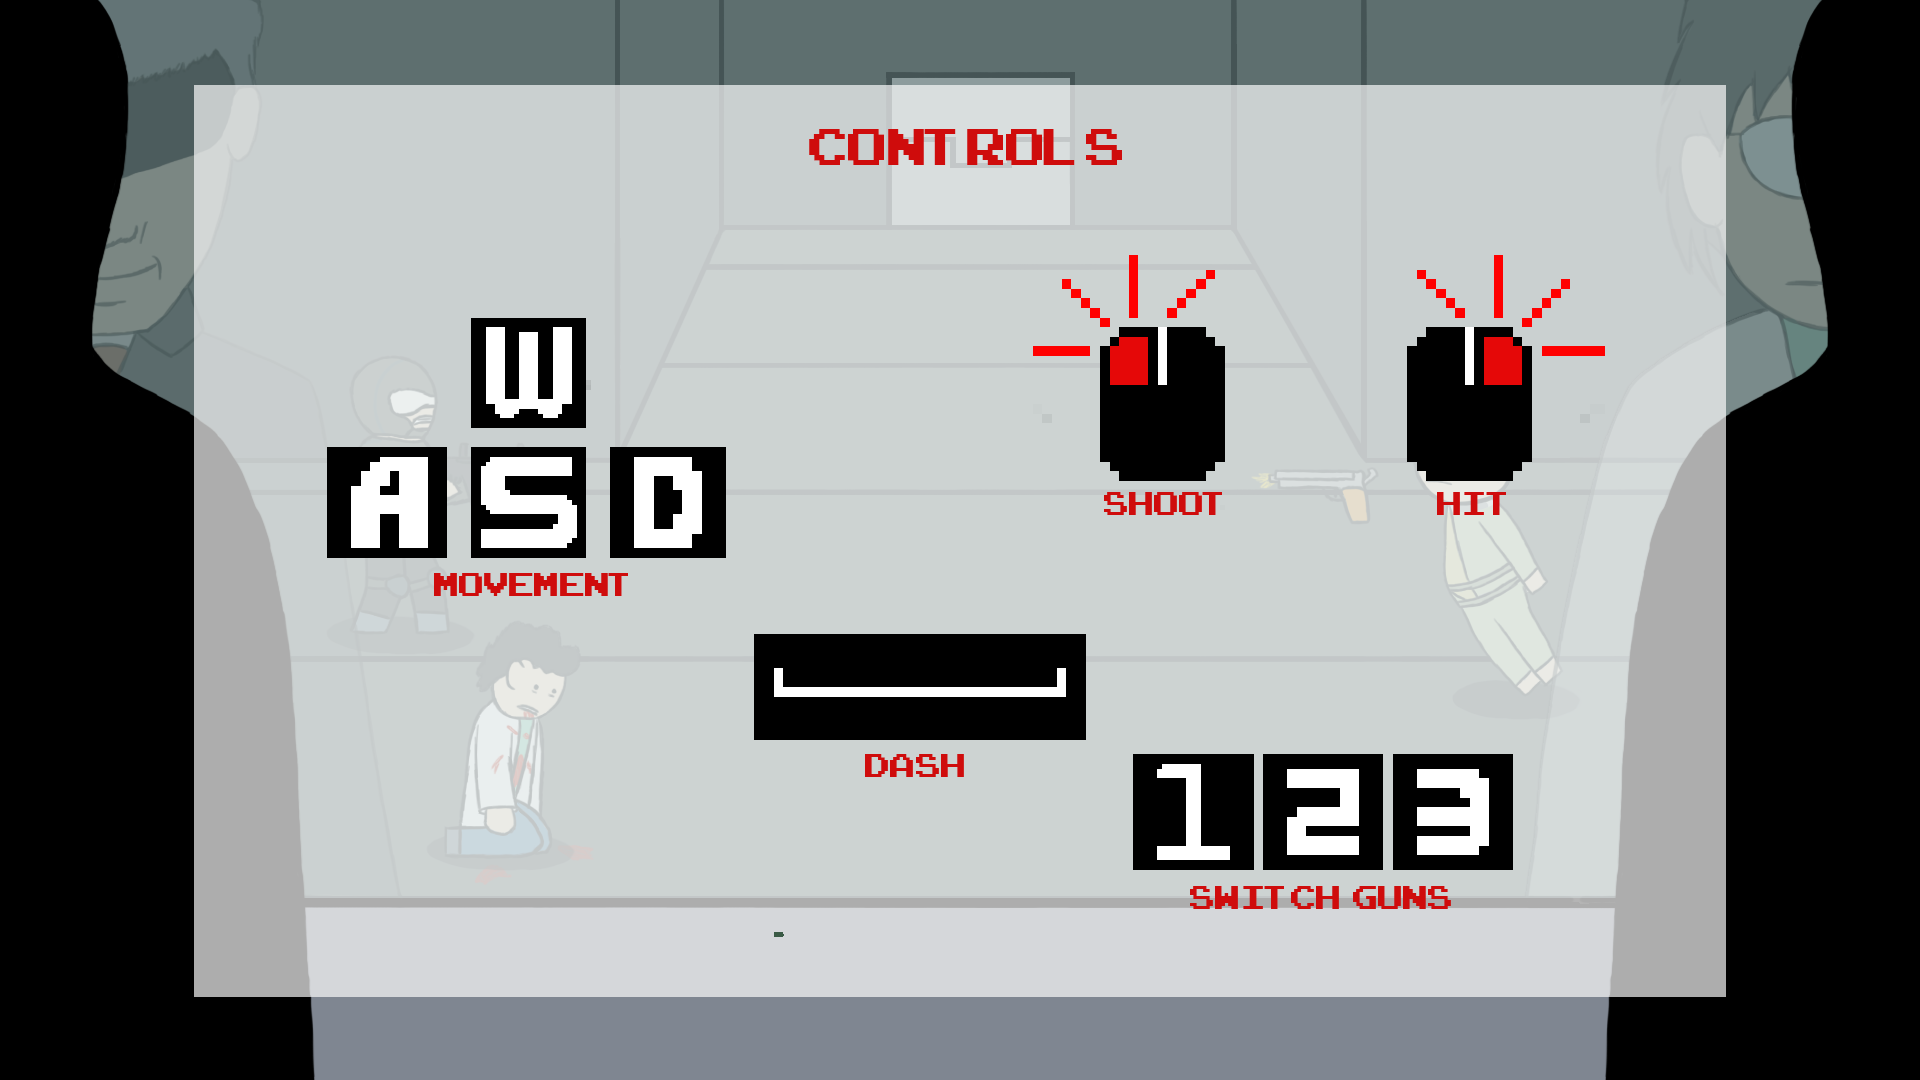 CONTROLS
W
A S D
MOVEMENT
SHOOT
HIT
DASH
1 2 3
SWITCH GUNS